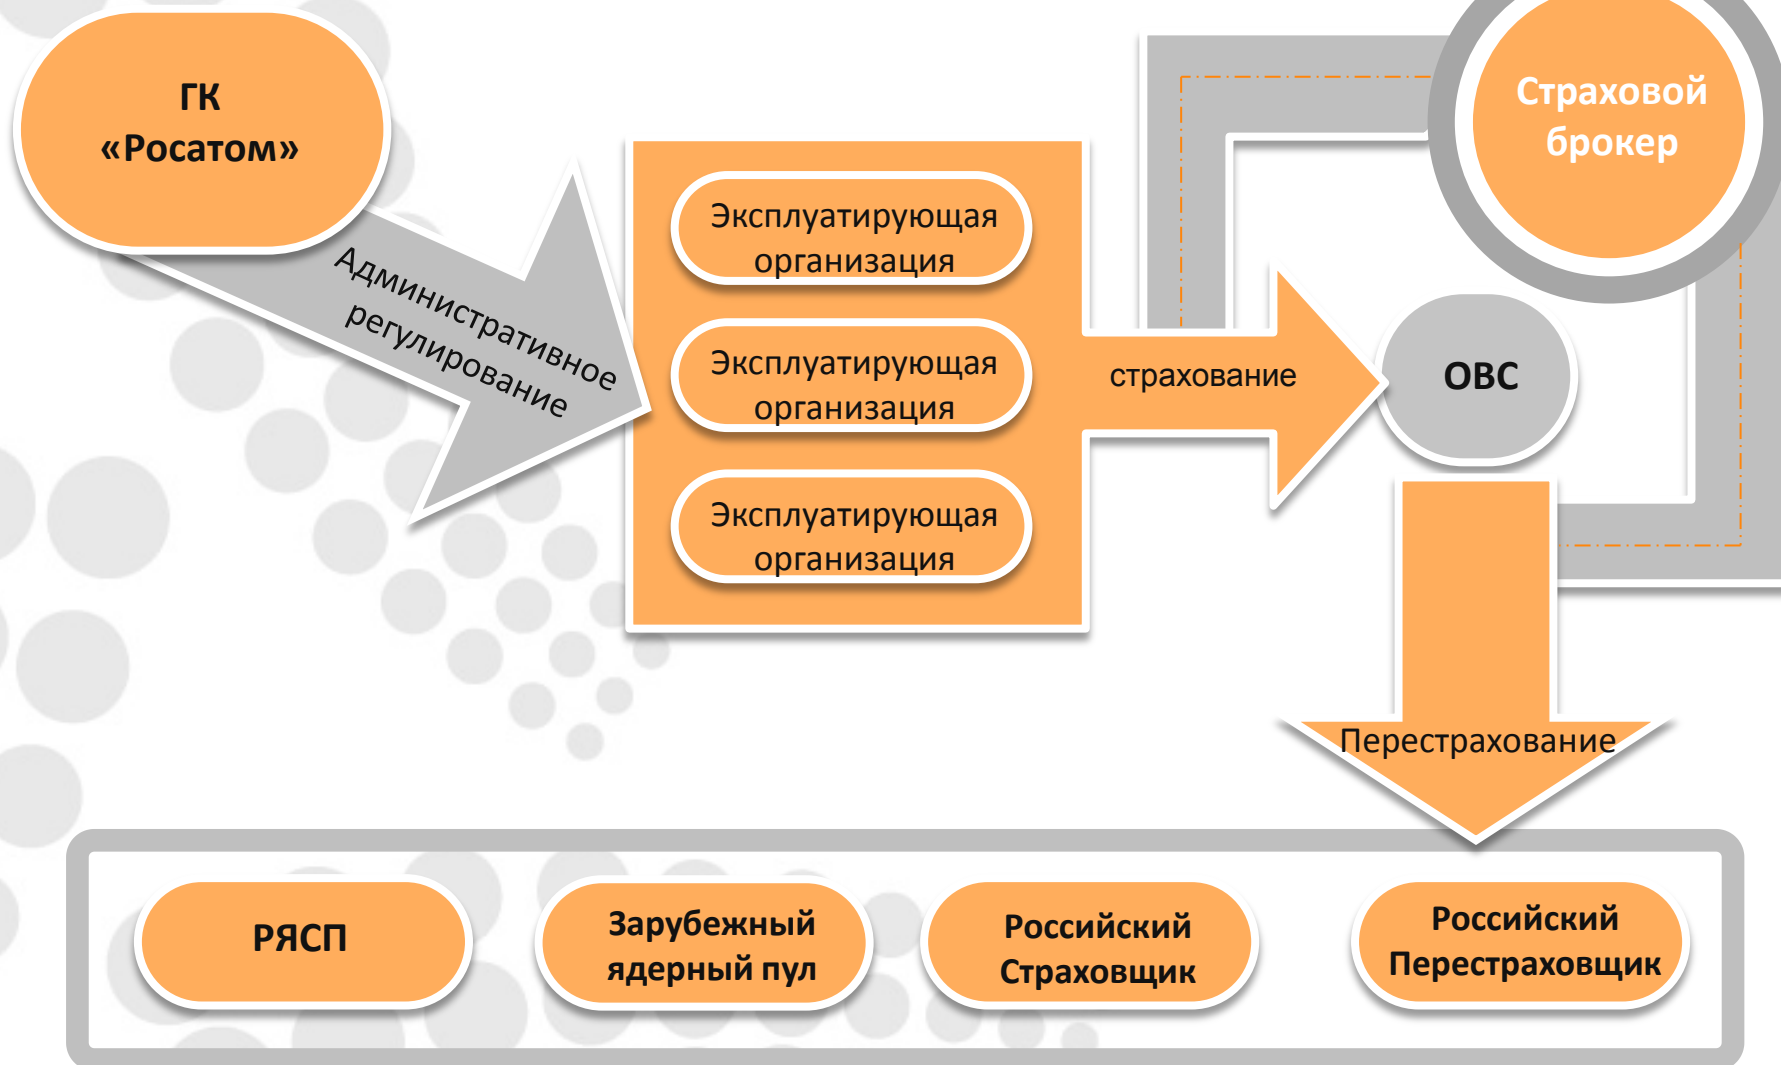 ГК
«Росатом»
Страховой
брокер
Административное
регулирование
Эксплуатирующая
организация
Эксплуатирующая
организация
Эксплуатирующая
организация
страхование
ОВС
Перестрахование
РЯСП
Зарубежный
ядерный пул
Российский
Страховщик
Российский
Перестраховщик